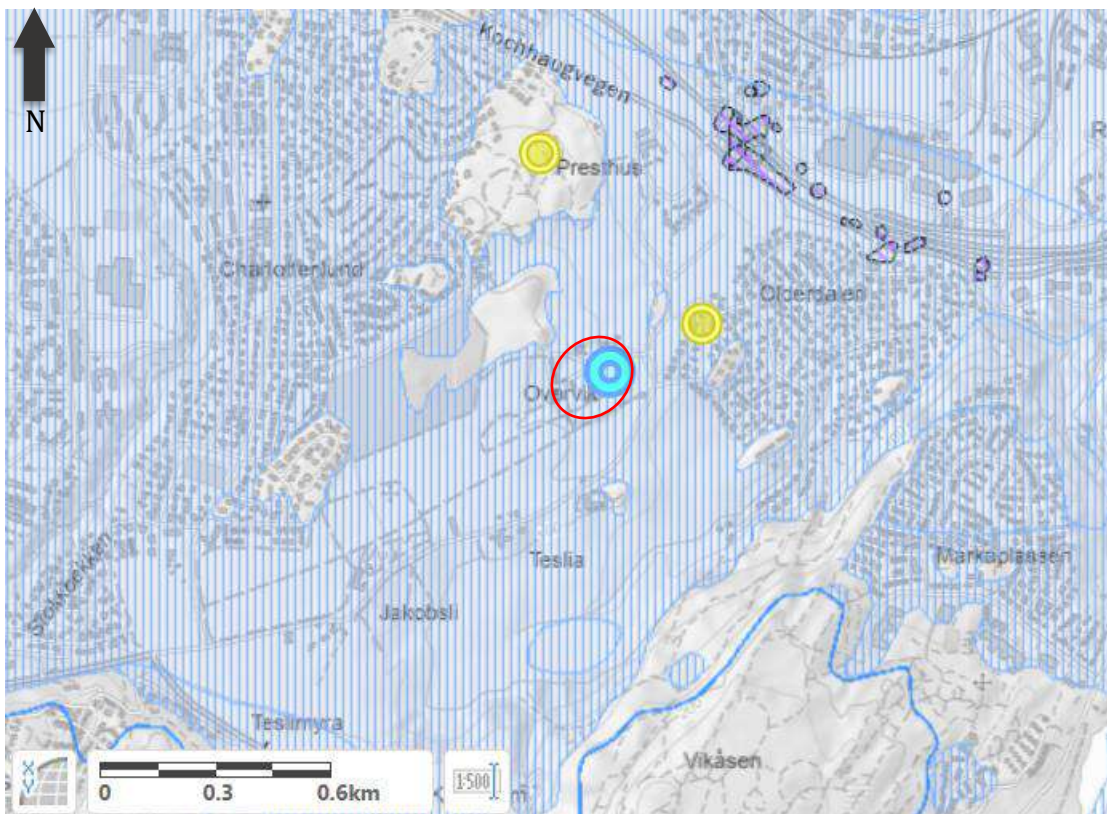 Kochhaugvegen
N
Presthus
R
Charlottenlund
Olderdalen
Overvik
Teslia
Markaplassen
Stokkbekken
Jakobsli
Teslimyra
Vikåsen
X
Y
0 0.3 0.6km
1:500
m